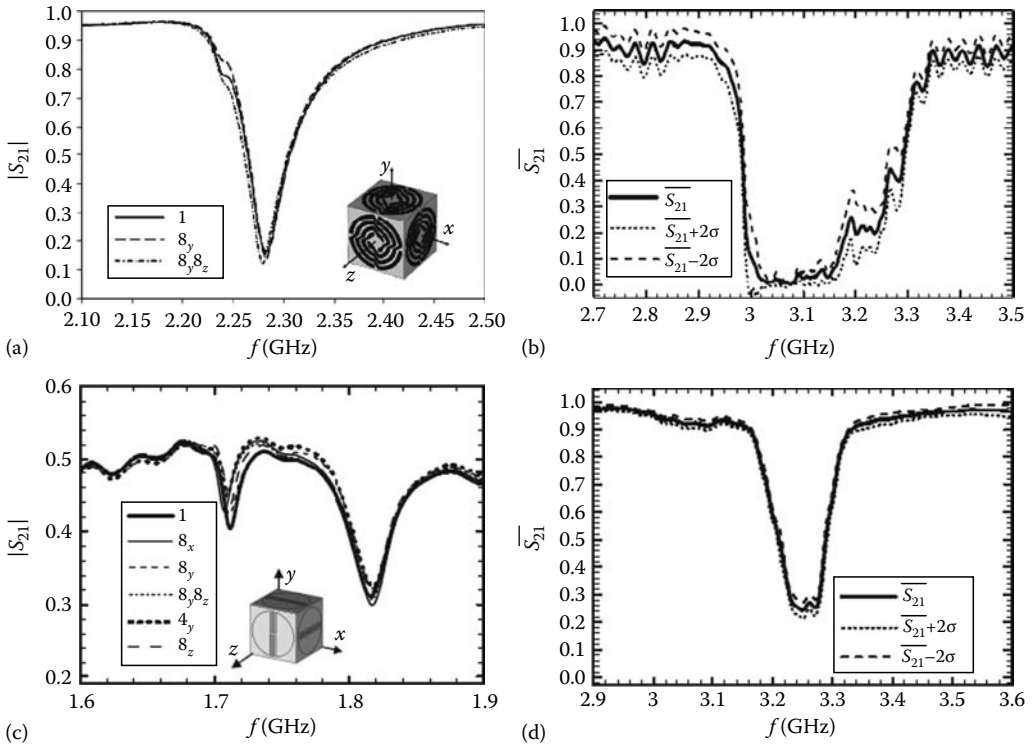 1.0
0.9
0.8
0.7
0.6
0.5
0.4
0.3
0.2
0.1
0.0
|S₂₁|
1
8y
8y8z
y
x
z
2.10 2.15 2.20 2.25 2.30 2.35 2.40 2.45 2.50
(a) f (GHz)
1.0
0.9
0.8
0.7
0.6
0.5
0.4
0.3
0.2
0.1
0.0
S̅₂₁
S̅₂₁
S̅₂₁+2σ
S̅₂₁−2σ
2.7 2.8 2.9 3 3.1 3.2 3.3 3.4 3.5
(b) f (GHz)
0.6
0.5
0.4
0.3
0.2
|S₂₁|
1
8x
8y
8y8z
4y
8z
y
z
x
1.6 1.7 1.8 1.9
(c) f (GHz)
1.0
0.9
0.8
0.7
0.6
0.5
0.4
0.3
0.2
0.1
0.0
S̅₂₁
S̅₂₁
S̅₂₁+2σ
S̅₂₁−2σ
2.9 3 3.1 3.2 3.3 3.4 3.5 3.6
(d) f (GHz)